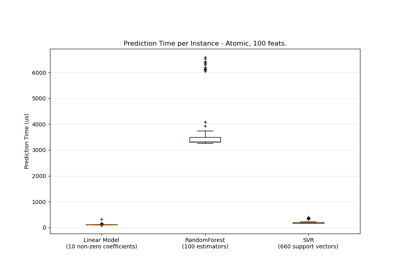 Prediction Time per Instance - Atomic, 100 feats.
Prediction Time (us)
6000
5000
4000
3000
2000
1000
0
Linear Model
(10 non-zero coefficients)
RandomForest
(100 estimators)
SVR
(660 support vectors)